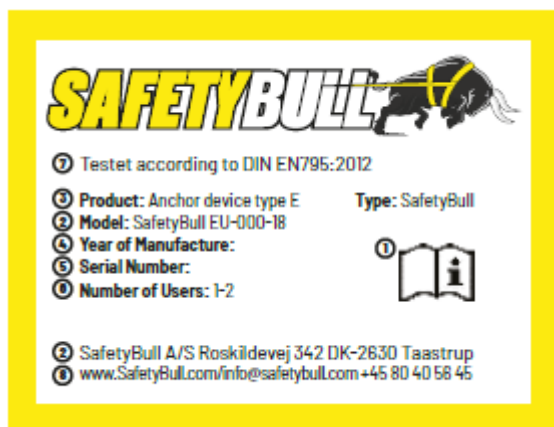 SAFETYBULL
⑦ Testet according to DIN EN795:2012
③ Product: Anchor device type E Type: SafetyBull
② Model: SafetyBull EU-000-18
④ Year of Manufacture: ①
⑤ Serial Number: i
⑥ Number of Users: 1-2
② SafetyBull A/S Roskildevej 342 DK-2630 Taastrup
⑧ www.SafetyBull.com/info@safetybull.com +45 80 40 56 45